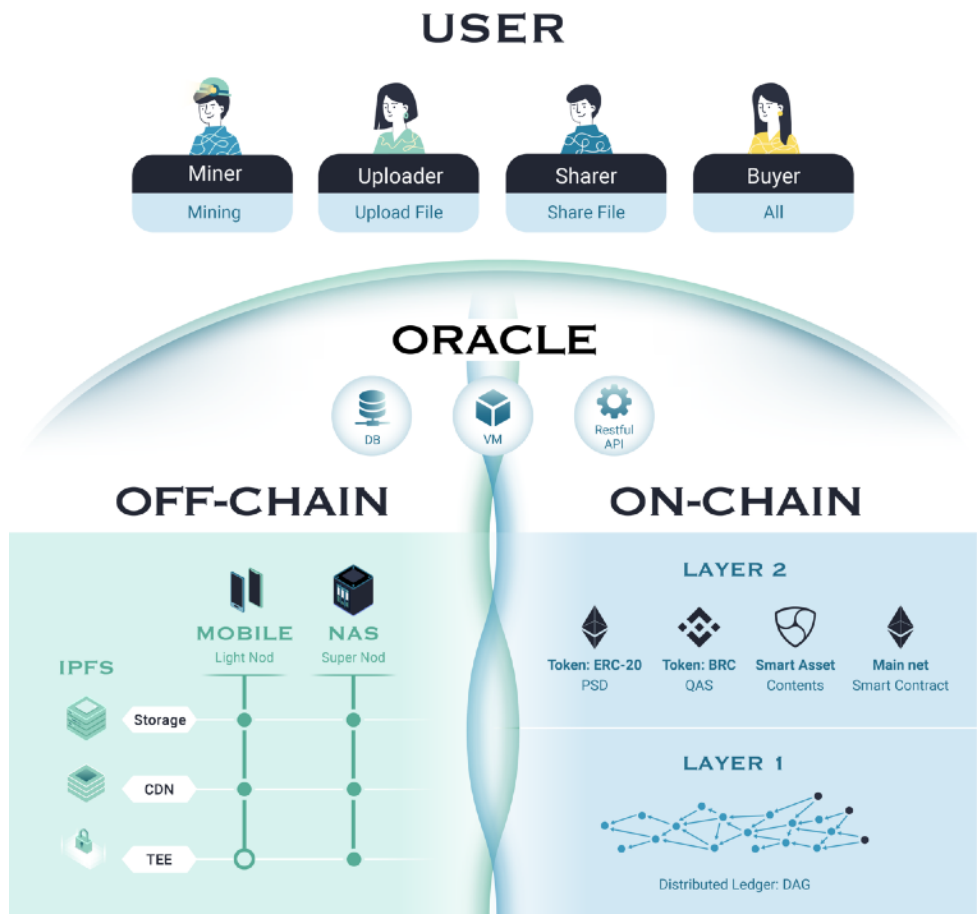 USER
Miner
Mining
Uploader
Upload File
Sharer
Share File
Buyer
All
ORACLE
DB
VM
Restful
API
OFF-CHAIN
MOBILE
Light Nod
NAS
Super Nod
IPFS
Storage
CDN
TEE
ON-CHAIN
LAYER 2
Token: ERC-20
PSD
Token: BRC
QAS
Smart Asset
Contents
Main net
Smart Contract
LAYER 1
Distributed Ledger: DAG